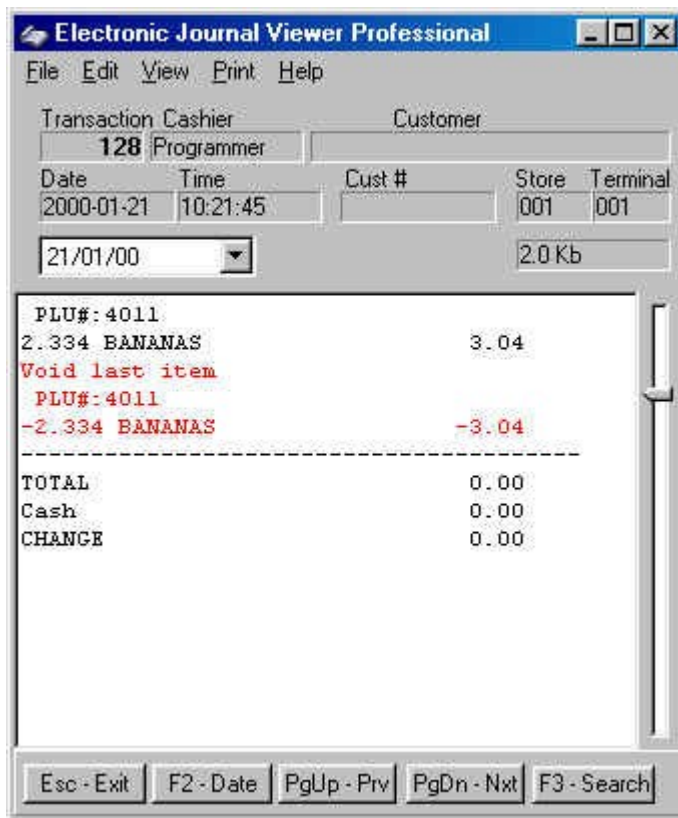 Electronic Journal Viewer Professional
File Edit View Print Help
Transaction Cashier Customer
128 Programmer
Date Time Cust # Store Terminal
2000-01-21 10:21:45 001 001
21/01/00 2.0 Kb
PLU#:4011
2.334 BANANAS 3.04
Void last item
PLU#:4011
-2.334 BANANAS -3.04
----------------------------------------
TOTAL 0.00
Cash 0.00
CHANGE 0.00
Esc - Exit F2 - Date PgUp - Prv PgDn - Nxt F3 - Search